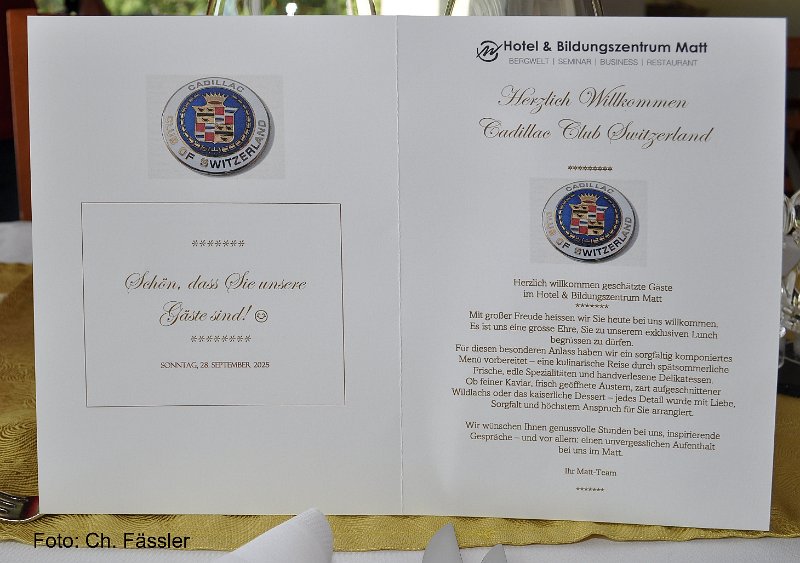 CADILLAC
CLUB OF SWITZERLAND
*******
Schön, dass Sie unsere
Gäste sind! ☺
********
SONNTAG, 28. SEPTEMBER 2025
Hotel & Bildungszentrum Matt
BERGWELT | SEMINAR | BUSINESS | RESTAURANT
Herzlich Willkommen
Cadillac Club Switzerland
*********
CADILLAC
CLUB OF SWITZERLAND
Herzlich willkommen geschätzte Gäste
im Hotel & Bildungszentrum Matt
*******
Mit großer Freude heissen wir Sie heute bei uns willkommen.
Es ist uns eine grosse Ehre, Sie zu unserem exklusiven Lunch
begrüssen zu dürfen.
Für diesen besonderen Anlass haben wir ein sorgfältig komponiertes
Menü vorbereitet – eine kulinarische Reise durch spätsommerliche
Frische, edle Spezialitäten und handverlesene Delikatessen.
Ob feiner Kaviar, frisch geöffnete Austern, zart aufgeschnittener
Wildlachs oder das kaiserliche Dessert – jedes Detail wurde mit Liebe,
Sorgfalt und höchstem Anspruch für Sie arrangiert.
Wir wünschen Ihnen genussvolle Stunden bei uns, inspirierende
Gespräche – und vor allem: einen unvergesslichen Aufenthalt
bei uns im Matt.
Ihr Matt-Team
*******
Foto: Ch. Fässler